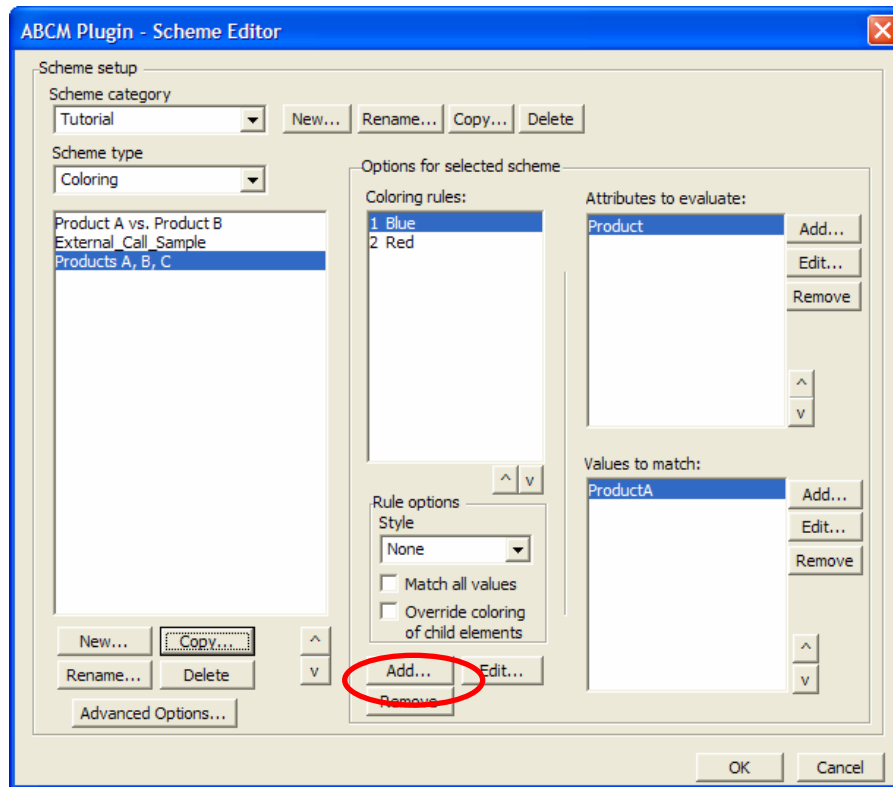 ABCM Plugin - Scheme Editor
Scheme setup
Scheme category
Tutorial
New... Rename... Copy... Delete
Scheme type
Coloring
Product A vs. Product B
External_Call_Sample
Products A, B, C
New... Copy... ^
Rename... Delete v
Advanced Options...
Options for selected scheme
Coloring rules:
1 Blue
2 Red
^ v
Rule options
Style
None
Match all values
Override coloring
of child elements
Add... Edit...
Remove
Attributes to evaluate:
Product
Add...
Edit...
Remove
^
v
Values to match:
ProductA
Add...
Edit...
Remove
^
v
OK Cancel